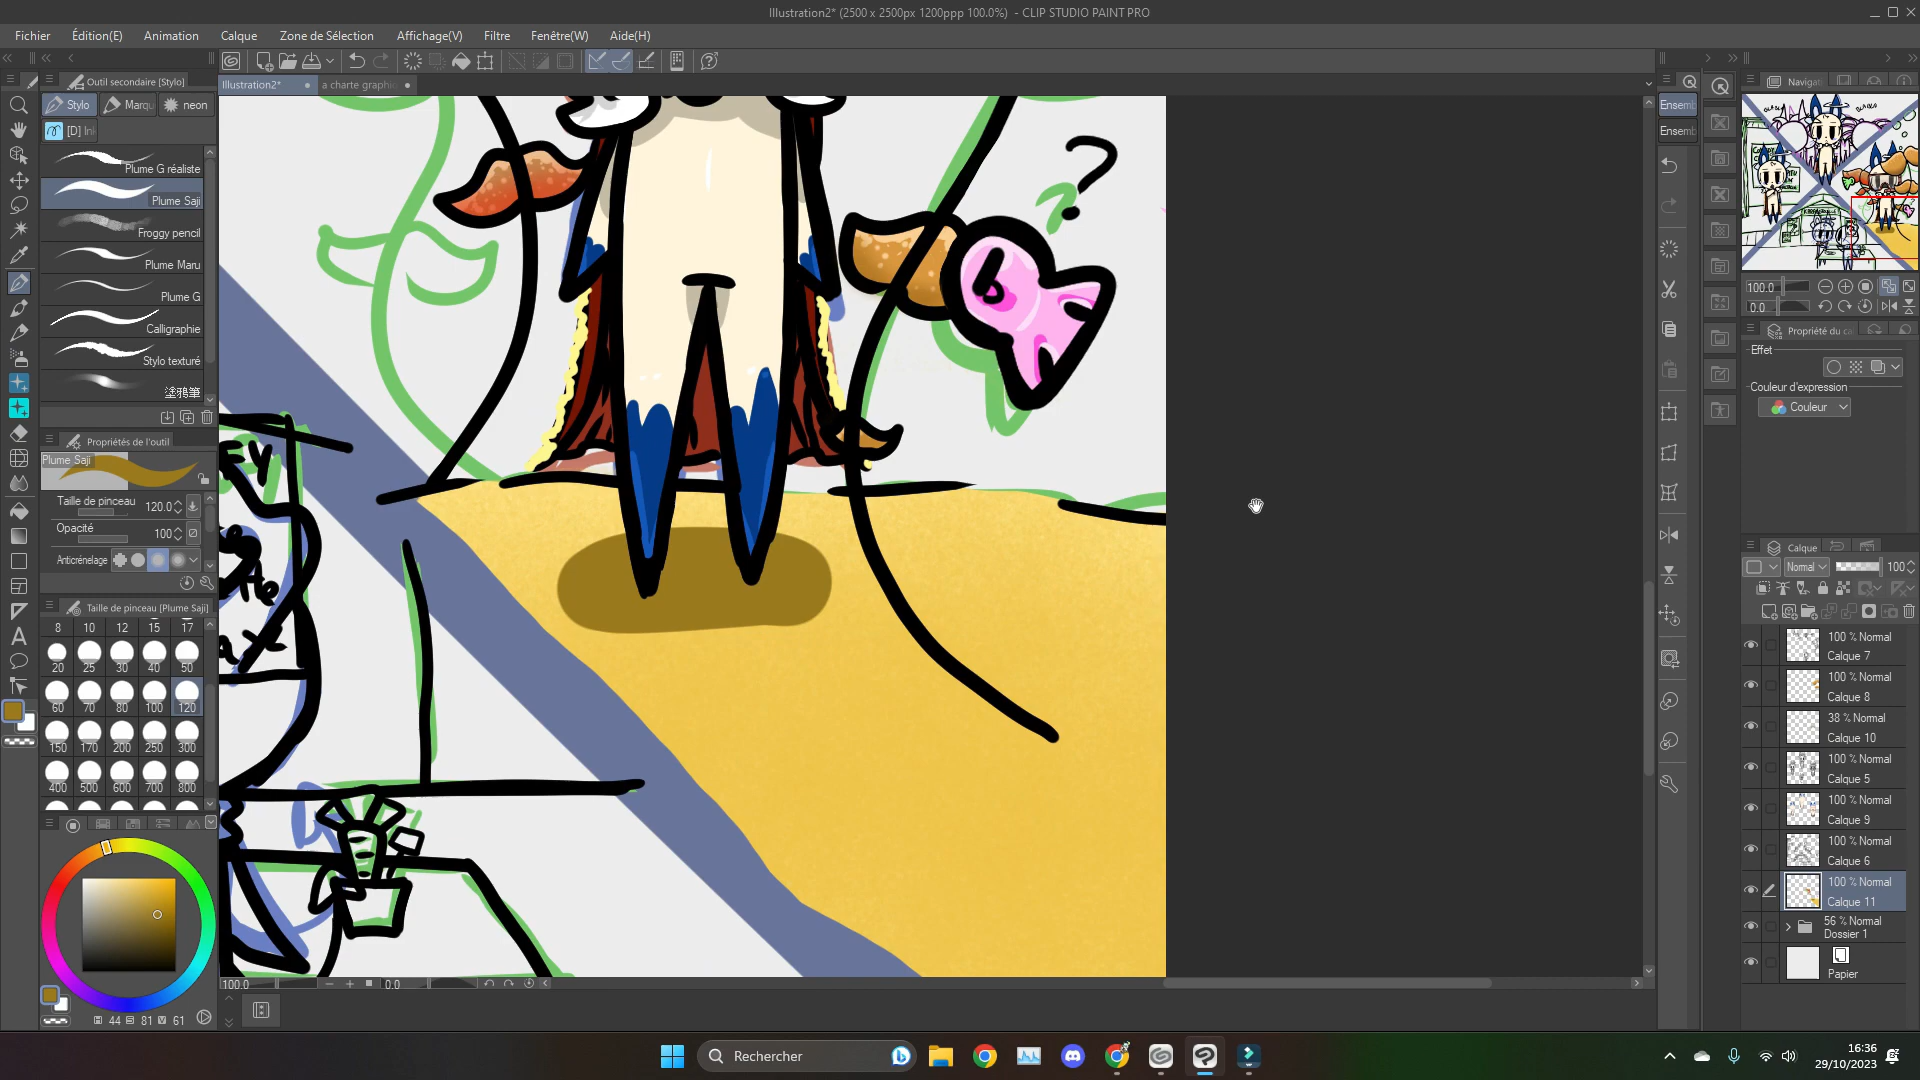 Illustration2* (2500 x 2500px 1200ppp 100.0%)  - CLIP STUDIO PAINT PRO
Fichier
Édition(E)
Animation
Calque
Zone de Sélection
Affichage(V)
Filtre
Fenêtre(W)
Aide(H)
Outil secondaire [Stylo]
Illustration2*
a charte graphi
Navigat
Stylo
Marqu
neon
[D] Ink
Plume G réaliste
Plume Saji
Froggy pencil
Plume Maru
Plume G
Calligraphie
Stylo texturé
塗鴉筆
Propriétés de l'outil
Plume Saji
Taille de pinceau 120.0
Opacité 100
Anticrénelage
Taille de pinceau [Plume Saji]
8 10 12 15 17
20 25 30 40 50
60 70 80 100 120
150 170 200 250 300
400 500 600 700 800
44 81 61
?
?
100.0 0.0
Ensemb
Ensemb
100.0
0.0
Propriété du ca
Effet
Couleur d'expression
Couleur
Calque
Normal 100
100 % Normal
Calque 7
100 % Normal
Calque 8
38 % Normal
Calque 10
100 % Normal
Calque 5
100 % Normal
Calque 9
100 % Normal
Calque 6
100 % Normal
Calque 11
56 % Normal
Dossier 1
Papier
Rechercher
16:36
29/10/2023